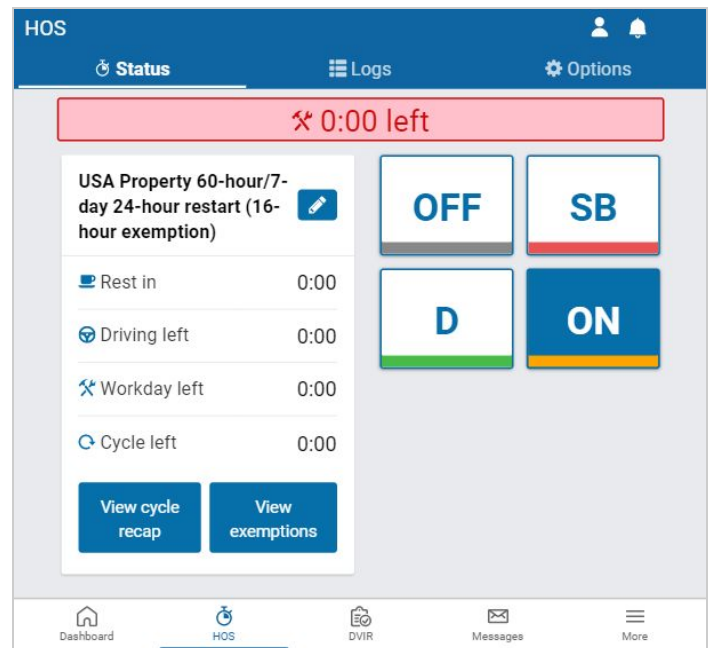 HOS
Status
Logs
Options
0:00 left
USA Property 60-hour/7-
day 24-hour restart (16-
hour exemption)
Rest in 0:00
Driving left 0:00
Workday left 0:00
Cycle left 0:00
View cycle
recap
View
exemptions
OFF
SB
D
ON
Dashboard
HOS
DVIR
Messages
More